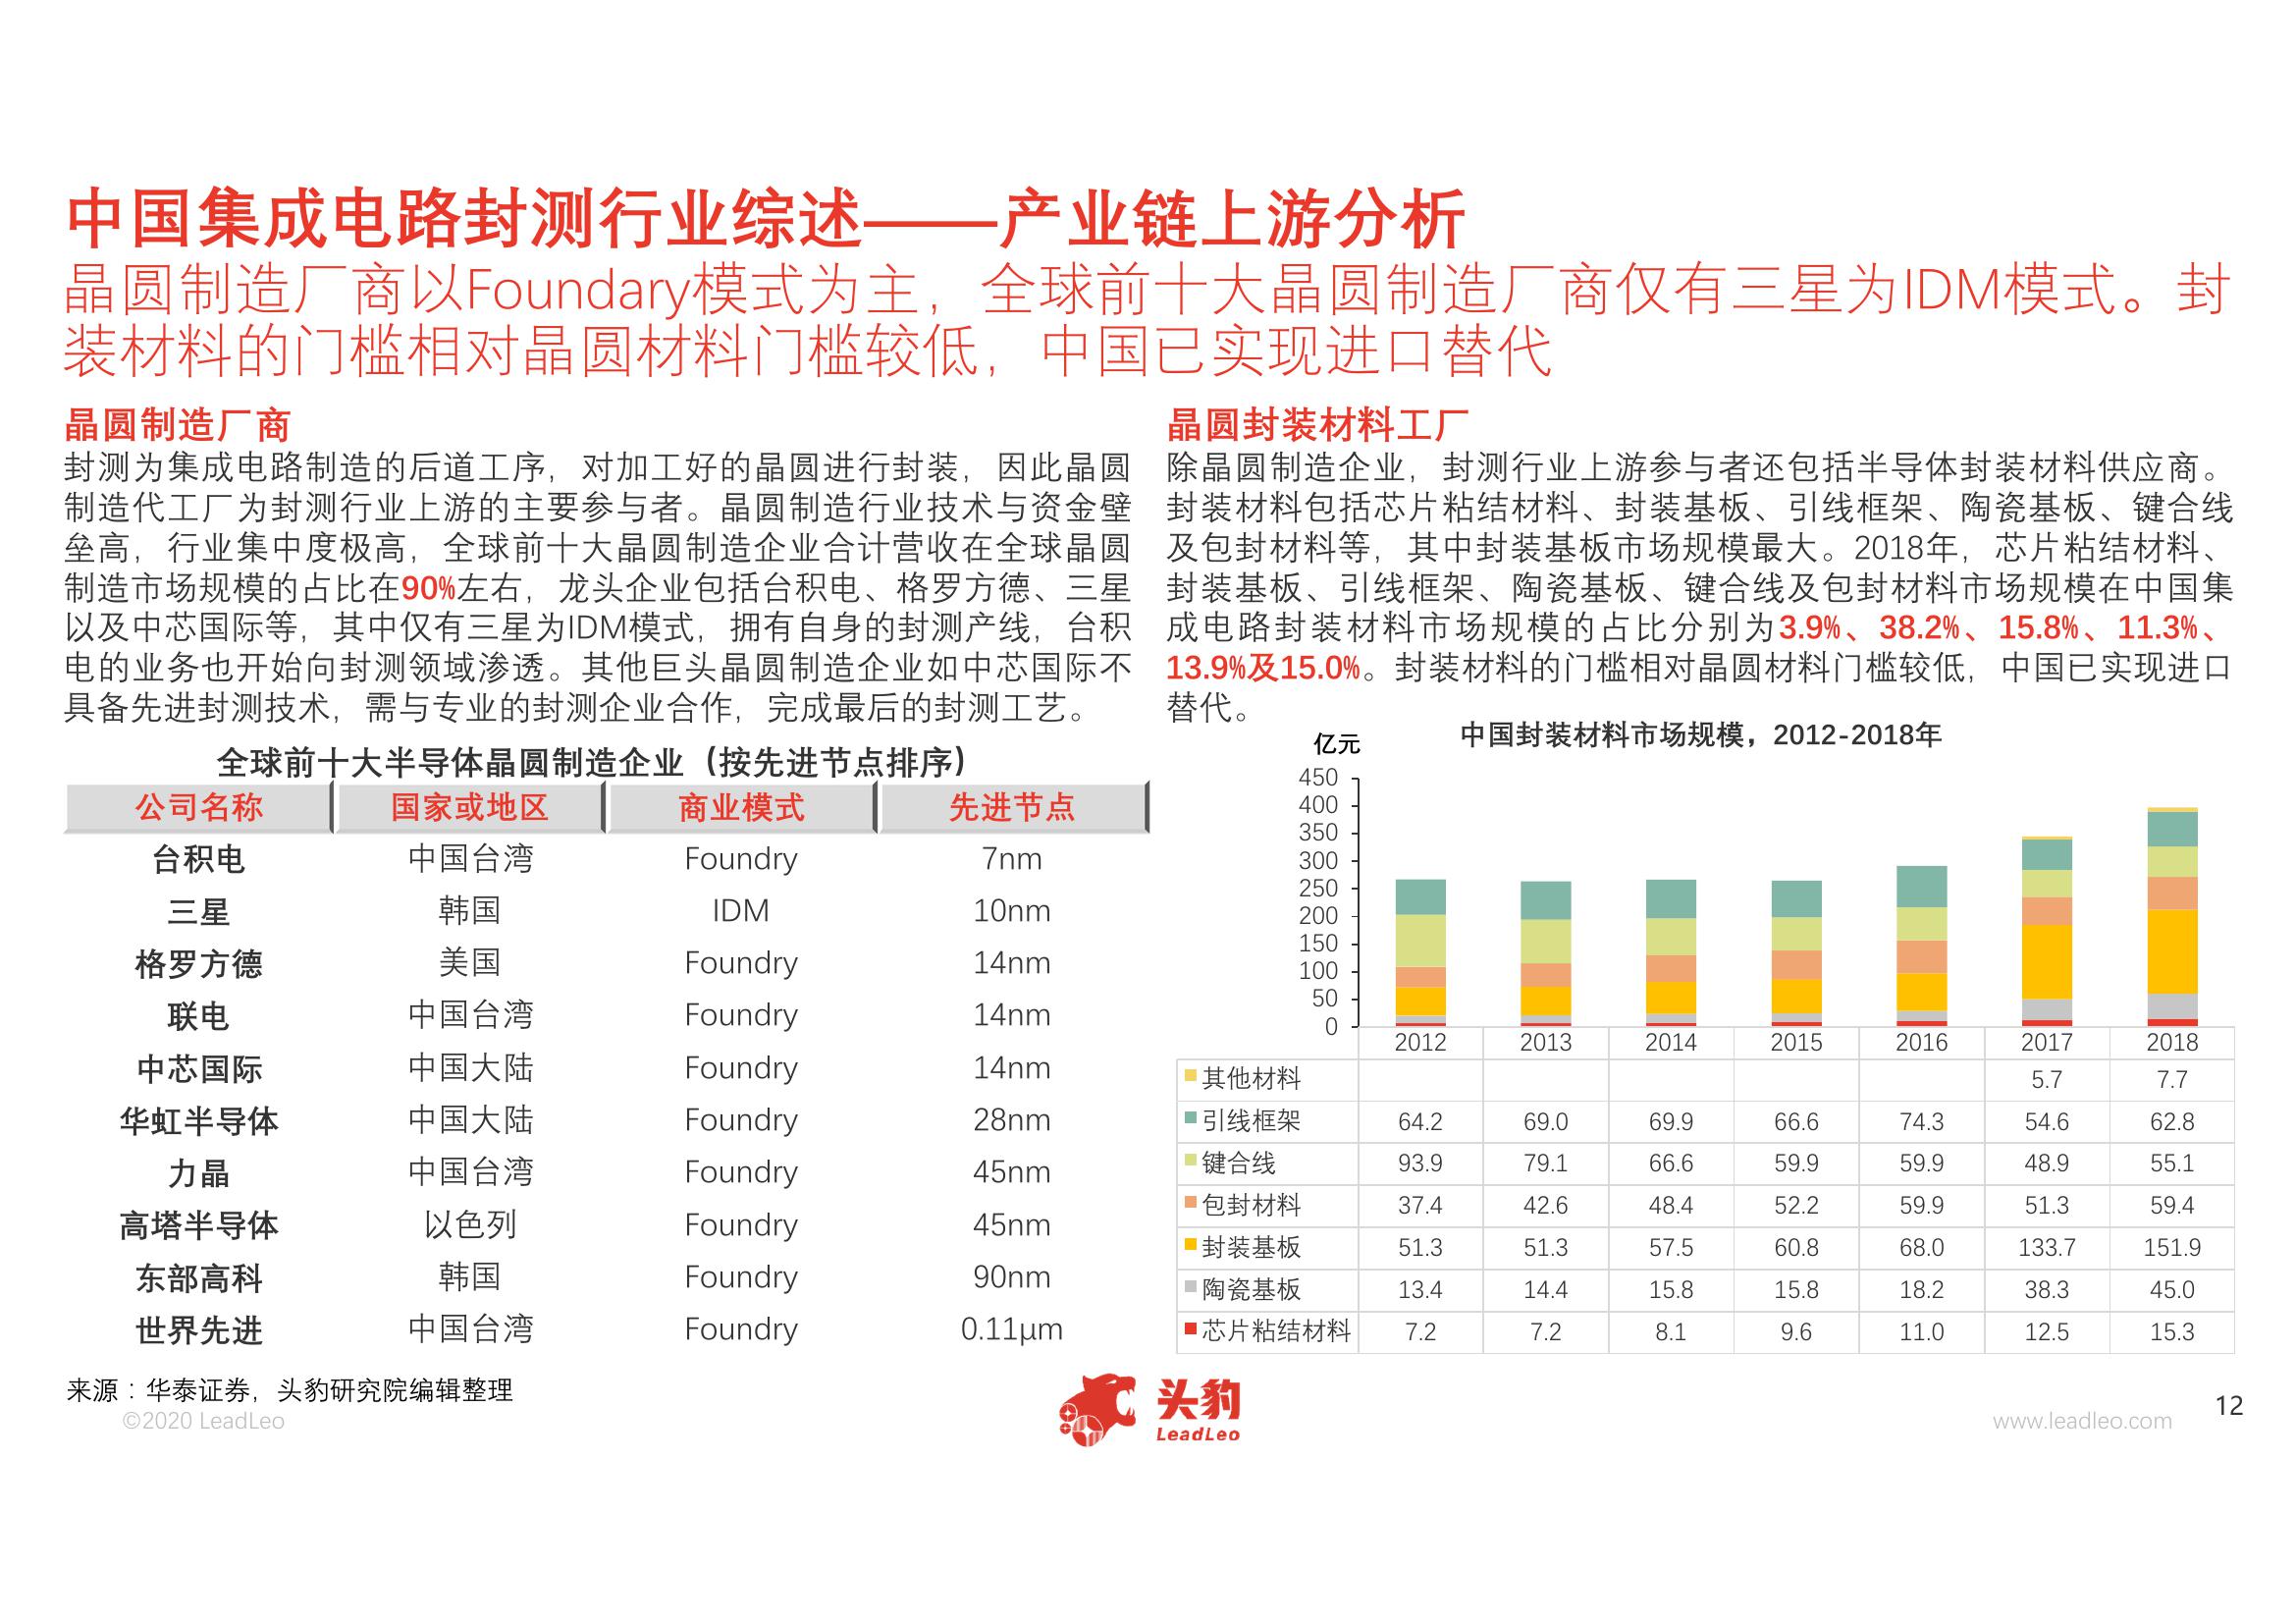 中国集成电路封测行业综述——产业链上游分析
晶圆制造厂商以Foundary模式为主，全球前十大晶圆制造厂商仅有三星为IDM模式。封
装材料的门槛相对晶圆材料门槛较低，中国已实现进口替代
晶圆制造厂商
封测为集成电路制造的后道工序，对加工好的晶圆进行封装，因此晶圆
制造代工厂为封测行业上游的主要参与者。晶圆制造行业技术与资金壁
垒高，行业集中度极高，全球前十大晶圆制造企业合计营收在全球晶圆
制造市场规模的占比在90%左右，龙头企业包括台积电、格罗方德、三星
以及中芯国际等，其中仅有三星为IDM模式，拥有自身的封测产线，台积
电的业务也开始向封测领域渗透。其他巨头晶圆制造企业如中芯国际不
具备先进封测技术，需与专业的封测企业合作，完成最后的封测工艺。
全球前十大半导体晶圆制造企业（按先进节点排序）
公司名称 国家或地区 商业模式 先进节点
台积电 中国台湾 Foundry 7nm
三星 韩国 IDM 10nm
格罗方德 美国 Foundry 14nm
联电 中国台湾 Foundry 14nm
中芯国际 中国大陆 Foundry 14nm
华虹半导体 中国大陆 Foundry 28nm
力晶 中国台湾 Foundry 45nm
高塔半导体 以色列 Foundry 45nm
东部高科 韩国 Foundry 90nm
世界先进 中国台湾 Foundry 0.11μm
晶圆封装材料工厂
除晶圆制造企业，封测行业上游参与者还包括半导体封装材料供应商。
封装材料包括芯片粘结材料、封装基板、引线框架、陶瓷基板、键合线
及包封材料等，其中封装基板市场规模最大。2018年，芯片粘结材料、
封装基板、引线框架、陶瓷基板、键合线及包封材料市场规模在中国集
成电路封装材料市场规模的占比分别为3.9%、38.2%、15.8%、11.3%、
13.9%及15.0%。封装材料的门槛相对晶圆材料门槛较低，中国已实现进口
替代。
中国封装材料市场规模，2012-2018年
亿元
450
400
350
300
250
200
150
100
50
0
2012 2013 2014 2015 2016 2017 2018
其他材料 5.7 7.7
引线框架 64.2 69.0 69.9 66.6 74.3 54.6 62.8
键合线 93.9 79.1 66.6 59.9 59.9 48.9 55.1
包封材料 37.4 42.6 48.4 52.2 59.9 51.3 59.4
封装基板 51.3 51.3 57.5 60.8 68.0 133.7 151.9
陶瓷基板 13.4 14.4 15.8 15.8 18.2 38.3 45.0
芯片粘结材料 7.2 7.2 8.1 9.6 11.0 12.5 15.3
来源：华泰证券，头豹研究院编辑整理
©2020 LeadLeo
头豹
LeadLeo
www.leadleo.com
12